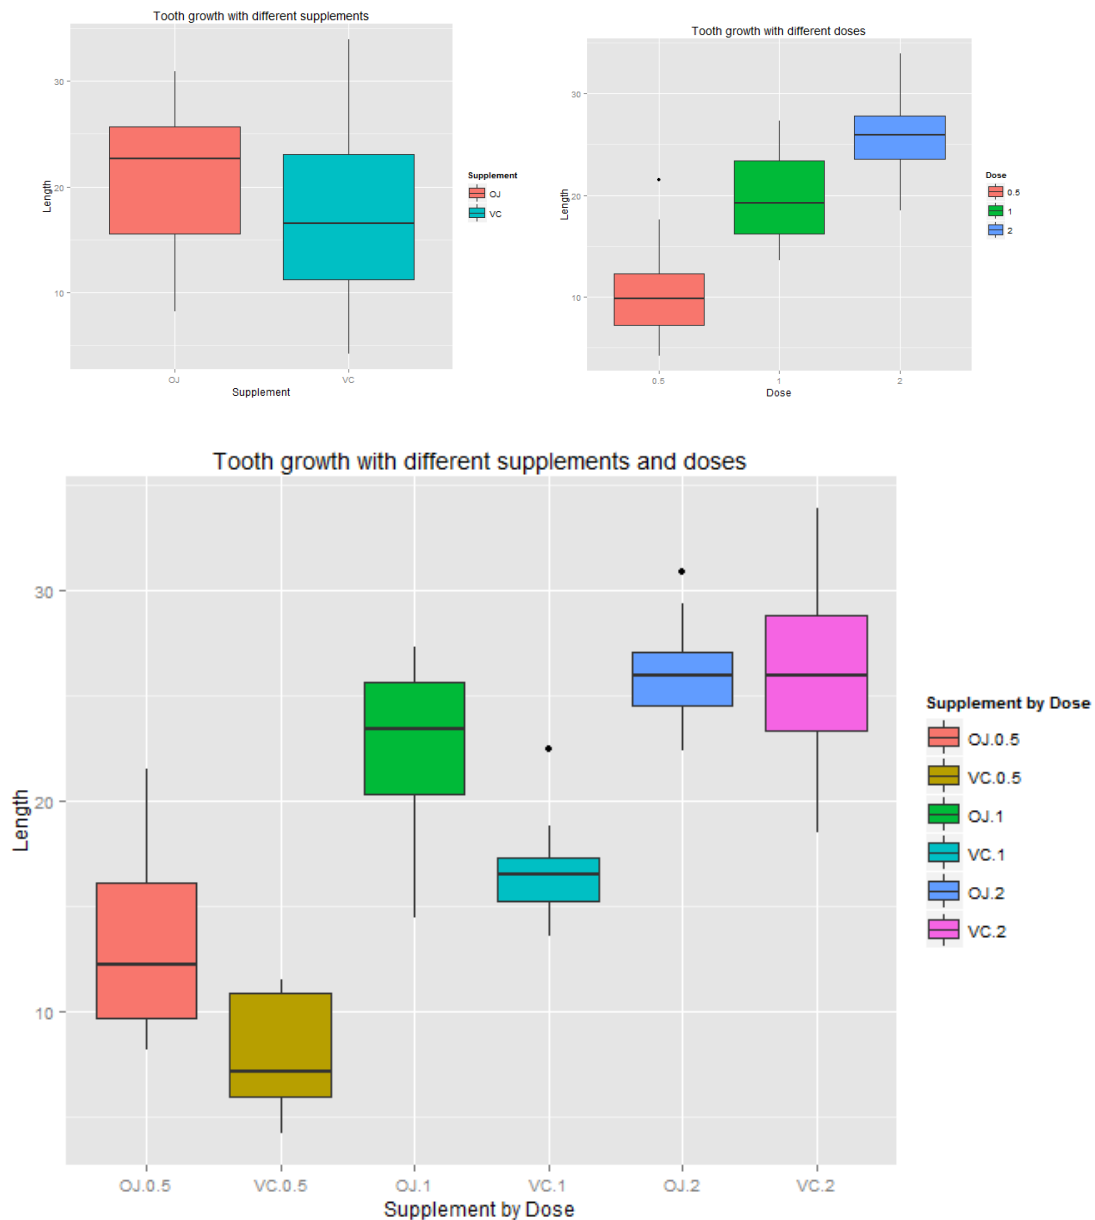 Tooth growth with different supplements
30
20
10
Length
OJ
VC
Supplement
Supplement
OJ
VC
Tooth growth with different doses
30
20
10
Length
0.5
1
2
Dose
Dose
0.5
1
2
Tooth growth with different supplements and doses
30
20
10
Length
OJ.0.5
VC.0.5
OJ.1
VC.1
OJ.2
VC.2
Supplement by Dose
Supplement by Dose
OJ.0.5
VC.0.5
OJ.1
VC.1
OJ.2
VC.2